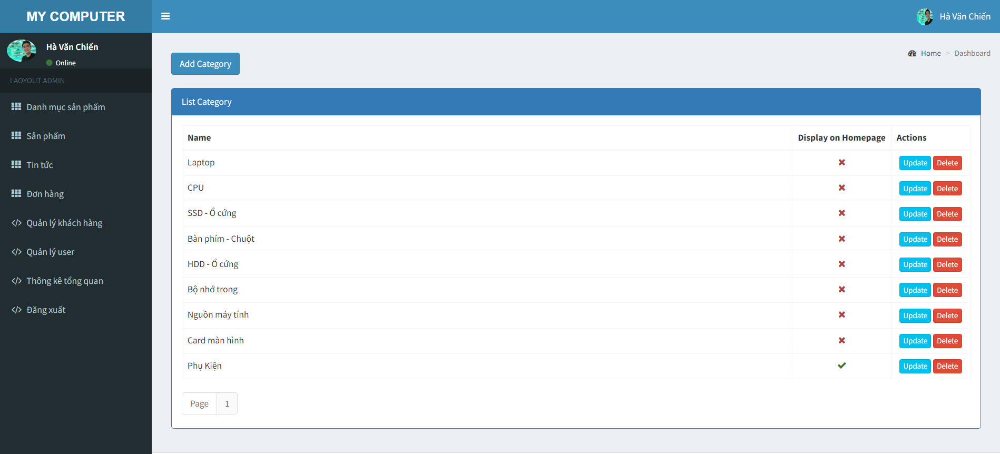 MY COMPUTER
Hà Văn Chiến
Hà Văn Chiến
Online
LAOYOUT ADMIN
Danh mục sản phẩm
Sản phẩm
Tin tức
Đơn hàng
Quản lý khách hàng
Quản lý user
Thông kê tổng quan
Đăng xuất
Add Category
Home > Dashboard
List Category
Name Display on Homepage Actions
Laptop Update Delete
CPU Update Delete
SSD - Ổ cứng Update Delete
Bàn phím - Chuột Update Delete
HDD - Ổ cứng Update Delete
Bộ nhớ trong Update Delete
Nguồn máy tính Update Delete
Card màn hình Update Delete
Phụ Kiện Update Delete
Page 1